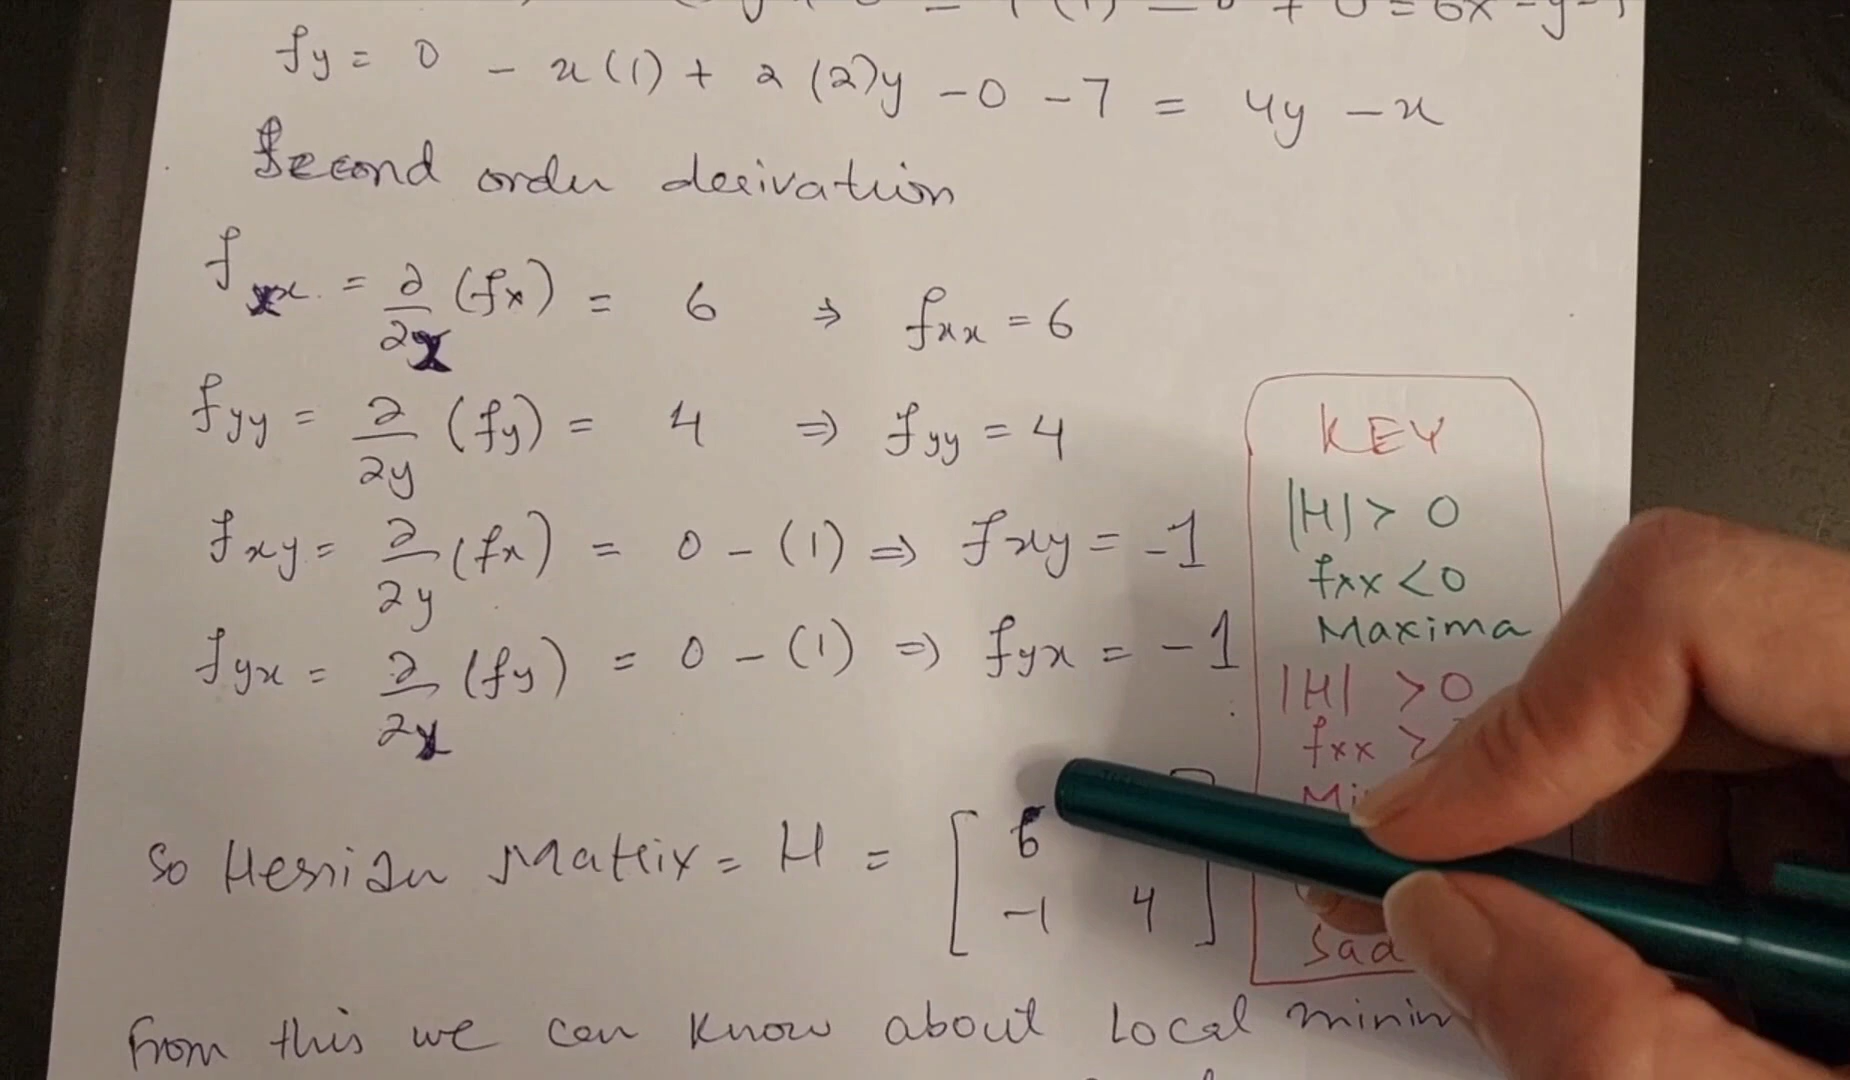 fy = 0 - x(1) + 2(2)y - 0 - 7 = 4y - x
Second order derivation
fxx = ∂/∂x (fx) = 6 ⇒ fxx = 6
fyy = ∂/∂y (fy) = 4 ⇒ fyy = 4
fxy = ∂/∂y (fx) = 0 - (1) ⇒ fxy = -1
fyx = ∂/∂x (fy) = 0 - (1) ⇒ fyx = -1
So Hessian Matrix = H = [ 6
-1 4 ]
From this we can know about local
KEY
|H| > 0
fxx < 0
Maxima
|H| > 0
fxx >